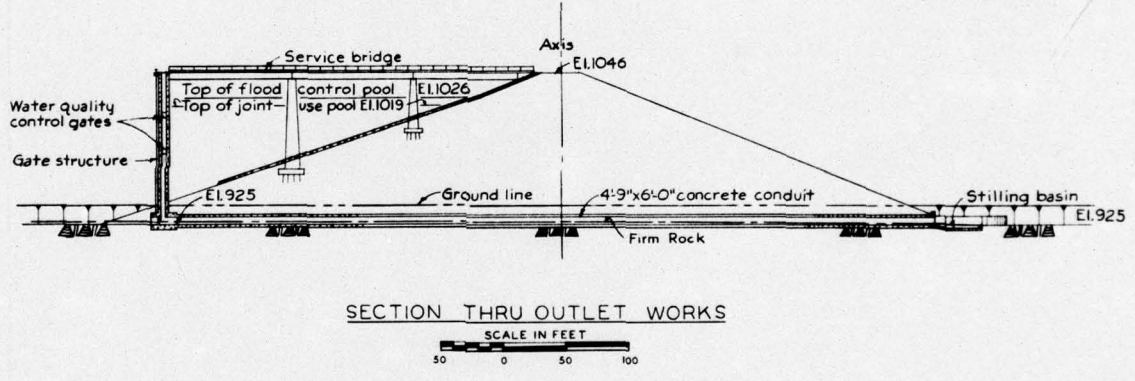 Axis
Service bridge
El.1046
Top of flood control pool El.1026
Top of joint use pool El.1019
Water quality
control gates
Gate structure
El.925
Ground line
4'-9"x6'-0" concrete conduit
Stilling basin
El.925
Firm Rock
SECTION THRU OUTLET WORKS
SCALE IN FEET
50 0 50 100